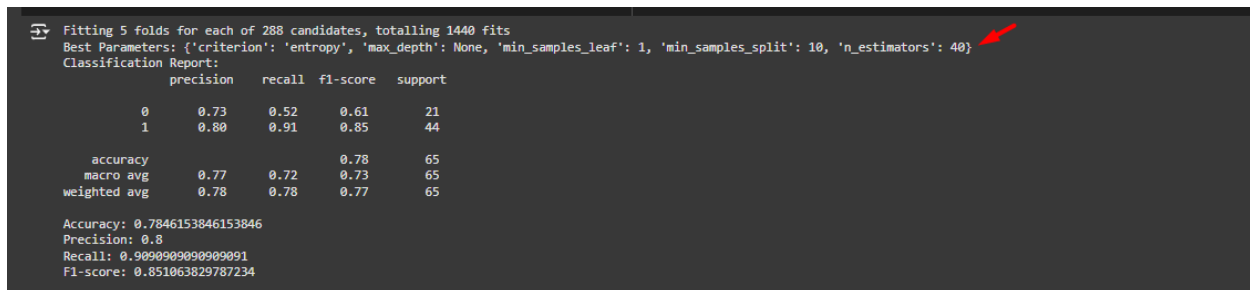 Fitting 5 folds for each of 288 candidates, totalling 1440 fits
Best Parameters: {'criterion': 'entropy', 'max_depth': None, 'min_samples_leaf': 1, 'min_samples_split': 10, 'n_estimators': 40}
Classification Report:
precision recall f1-score support
0 0.73 0.52 0.61 21
1 0.80 0.91 0.85 44
accuracy 0.78 65
macro avg 0.77 0.72 0.73 65
weighted avg 0.78 0.78 0.77 65
Accuracy: 0.7846153846153846
Precision: 0.8
Recall: 0.9090909090909091
F1-score: 0.851063829787234